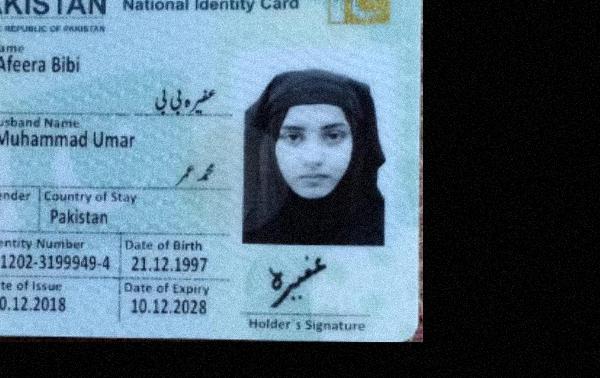 AKISTAN National Identity Card
REPUBLIC OF PAKISTAN
ame
Afeera Bibi
عفیرہ بی بی
usband Name
Muhammad Umar
محمد عمر
ender Country of Stay
Pakistan
entity Number Date of Birth
1202-3199949-4 21.12.1997
te of Issue Date of Expiry
0.12.2018 10.12.2028
عفیرہ
Holder's Signature